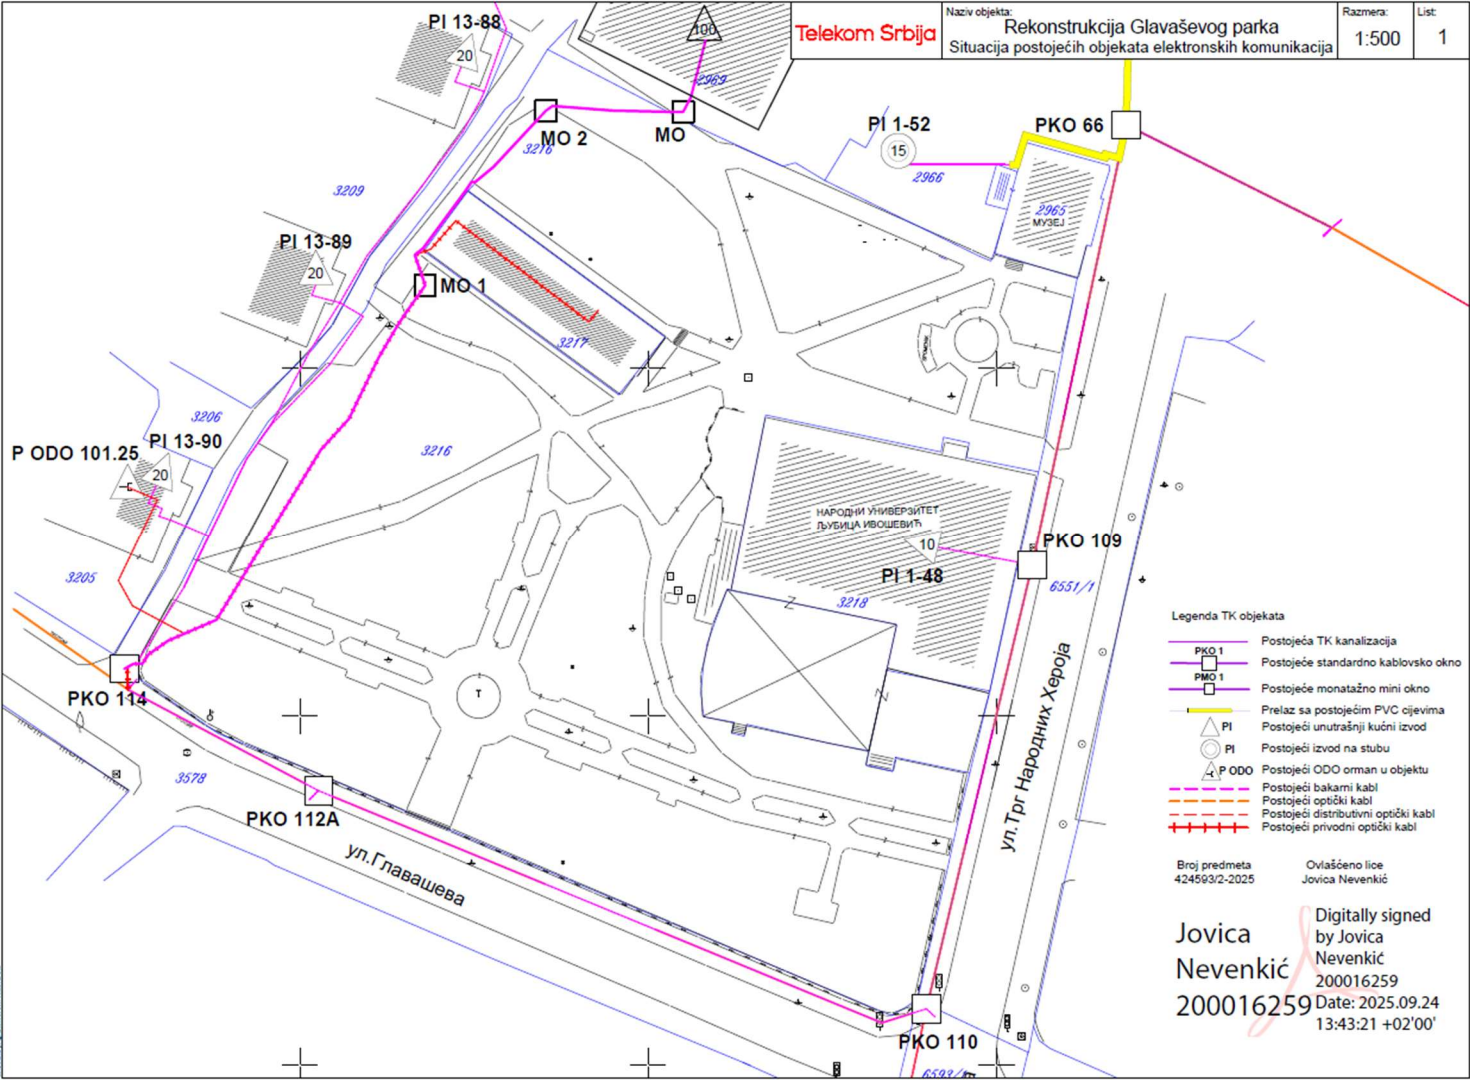 Telekom Srbija
Naziv objekta:
Rekonstrukcija Glavaševog parka
Situacija postojećih objekata elektronskih komunikacija
Razmera:
1:500
List:
1
PI 13-88
20
100
2969
MO 2
MO
3216
PI 1-52
15
2966
PKO 66
2965
МУЗЕЈ
3209
PI 13-89
20
MO 1
3217
3206
PI 13-90
P ODO 101.25
20
3216
НАРОДНИ УНИВЕРЗИТЕТ
ЉУБИЦА ИВОШЕВИЋ
10
PI 1-48
PKO 109
3205
3218
6551/1
Z
Z
T
PKO 114
3578
PKO 112A
ул.Главашева
ул.Трг Народних Хероја
PKO 110
Legenda TK objekata
Postojeća TK kanalizacija
PKO 1
Postojeće standardno kablovsko okno
PMO 1
Postojeće monatažno mini okno
Prelaz sa postojećim PVC cijevima
PI
Postojeći unutrašnji kućni izvod
PI
Postojeći izvod na stubu
P ODO
Postojeći ODO orman u objektu
Postojeći bakarni kabl
Postojeći optički kabl
Postojeći distributivni optički kabl
Postojeći privodni optički kabl
Broj predmeta
424593/2-2025
Ovlašćeno lice
Jovica Nevenkić
Jovica
Nevenkić
200016259
Digitally signed
by Jovica
Nevenkić
200016259
Date: 2025.09.24
13:43:21 +02'00'